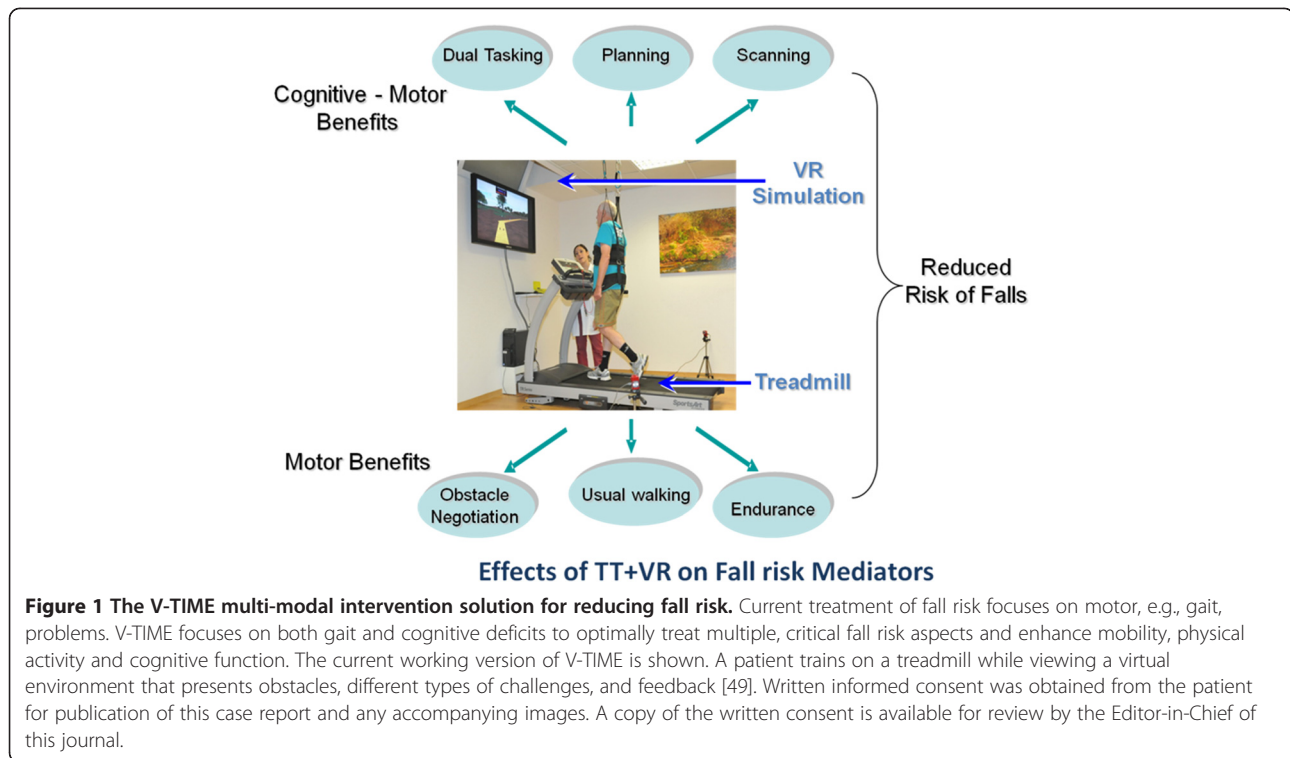 Dual Tasking
Planning
Scanning
Cognitive - Motor
Benefits
VR
Simulation
Reduced
Risk of Falls
Treadmill
SportsArt
Motor Benefits
Obstacle
Negotiation
Usual walking
Endurance
Effects of TT+VR on Fall risk Mediators
Figure 1 The V-TIME multi-modal intervention solution for reducing fall risk. Current treatment of fall risk focuses on motor, e.g., gait,
problems. V-TIME focuses on both gait and cognitive deficits to optimally treat multiple, critical fall risk aspects and enhance mobility, physical
activity and cognitive function. The current working version of V-TIME is shown. A patient trains on a treadmill while viewing a virtual
environment that presents obstacles, different types of challenges, and feedback [49]. Written informed consent was obtained from the patient
for publication of this case report and any accompanying images. A copy of the written consent is available for review by the Editor-in-Chief of
this journal.